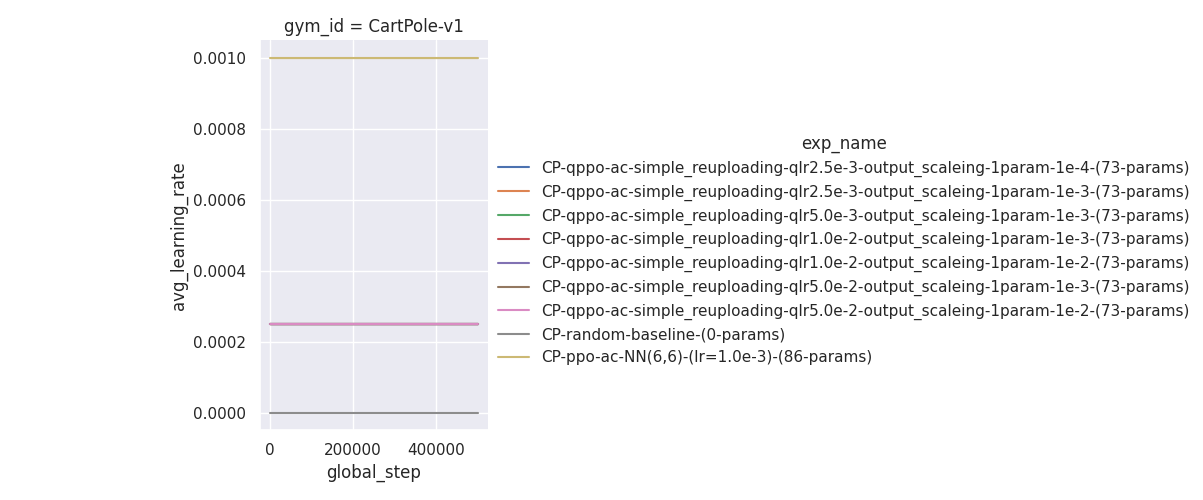 gym_id = CartPole-v1
avg_learning_rate
0.0010
0.0008
0.0006
0.0004
0.0002
0.0000
0 200000 400000
global_step
exp_name
CP-qppo-ac-simple_reuploading-qlr2.5e-3-output_scaleing-1param-1e-4-(73-params)
CP-qppo-ac-simple_reuploading-qlr2.5e-3-output_scaleing-1param-1e-3-(73-params)
CP-qppo-ac-simple_reuploading-qlr5.0e-3-output_scaleing-1param-1e-3-(73-params)
CP-qppo-ac-simple_reuploading-qlr1.0e-2-output_scaleing-1param-1e-3-(73-params)
CP-qppo-ac-simple_reuploading-qlr1.0e-2-output_scaleing-1param-1e-2-(73-params)
CP-qppo-ac-simple_reuploading-qlr5.0e-2-output_scaleing-1param-1e-3-(73-params)
CP-qppo-ac-simple_reuploading-qlr5.0e-2-output_scaleing-1param-1e-2-(73-params)
CP-random-baseline-(0-params)
CP-ppo-ac-NN(6,6)-(lr=1.0e-3)-(86-params)